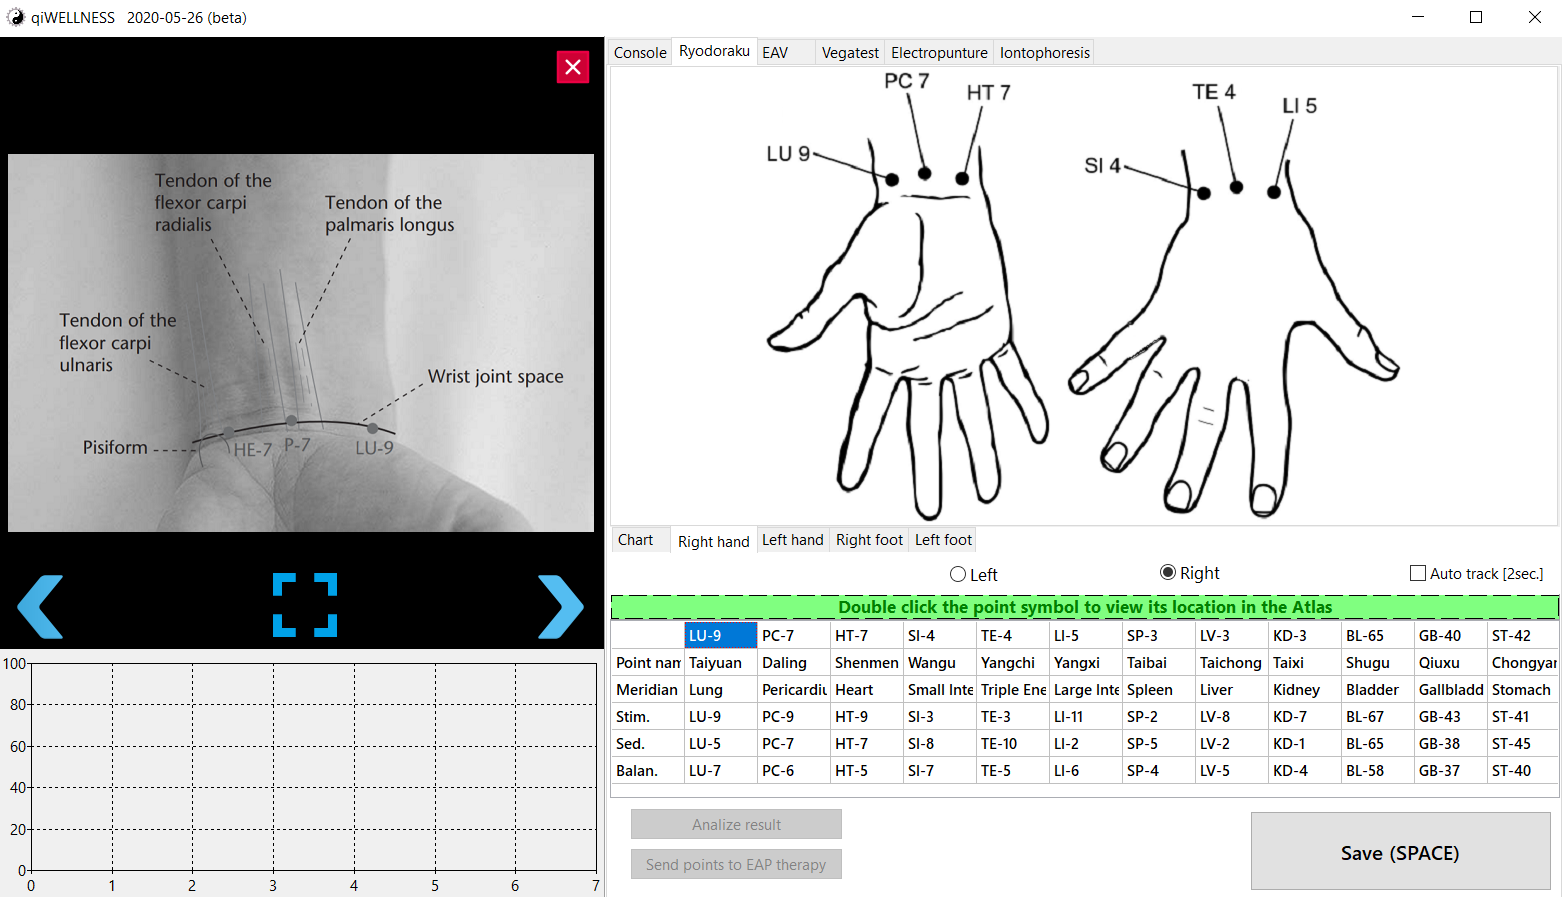 qiWELLNESS 2020-05-26 (beta)
Tendon of the
flexor carpi
radialis
Tendon of the
palmaris longus
Tendon of the
flexor carpi
ulnaris
Wrist joint space
Pisiform
HE-7
P-7
LU-9
100
80
60
40
20
0
0 1 2 3 4 5 6 7
Console Ryodoraku EAV Vegatest Electropunture Iontophoresis
PC 7
HT 7
LU 9
TE 4
LI 5
SI 4
Chart Right hand Left hand Right foot Left foot
Left Right Auto track [2sec.]
Double click the point symbol to view its location in the Atlas
LU-9 PC-7 HT-7 SI-4 TE-4 LI-5 SP-3 LV-3 KD-3 BL-65 GB-40 ST-42
Point nam Taiyuan Daling Shenmen Wangu Yangchi Yangxi Taibai Taichong Taixi Shugu Qiuxu Chongyan
Meridian Lung Pericardiu Heart Small Inte Triple Ene Large Inte Spleen Liver Kidney Bladder Gallbladd Stomach
Stim. LU-9 PC-9 HT-9 SI-3 TE-3 LI-11 SP-2 LV-8 KD-7 BL-67 GB-43 ST-41
Sed. LU-5 PC-7 HT-7 SI-8 TE-10 LI-2 SP-5 LV-2 KD-1 BL-65 GB-38 ST-45
Balan. LU-7 PC-6 HT-5 SI-7 TE-5 LI-6 SP-4 LV-5 KD-4 BL-58 GB-37 ST-40
Analize result
Send points to EAP therapy
Save (SPACE)